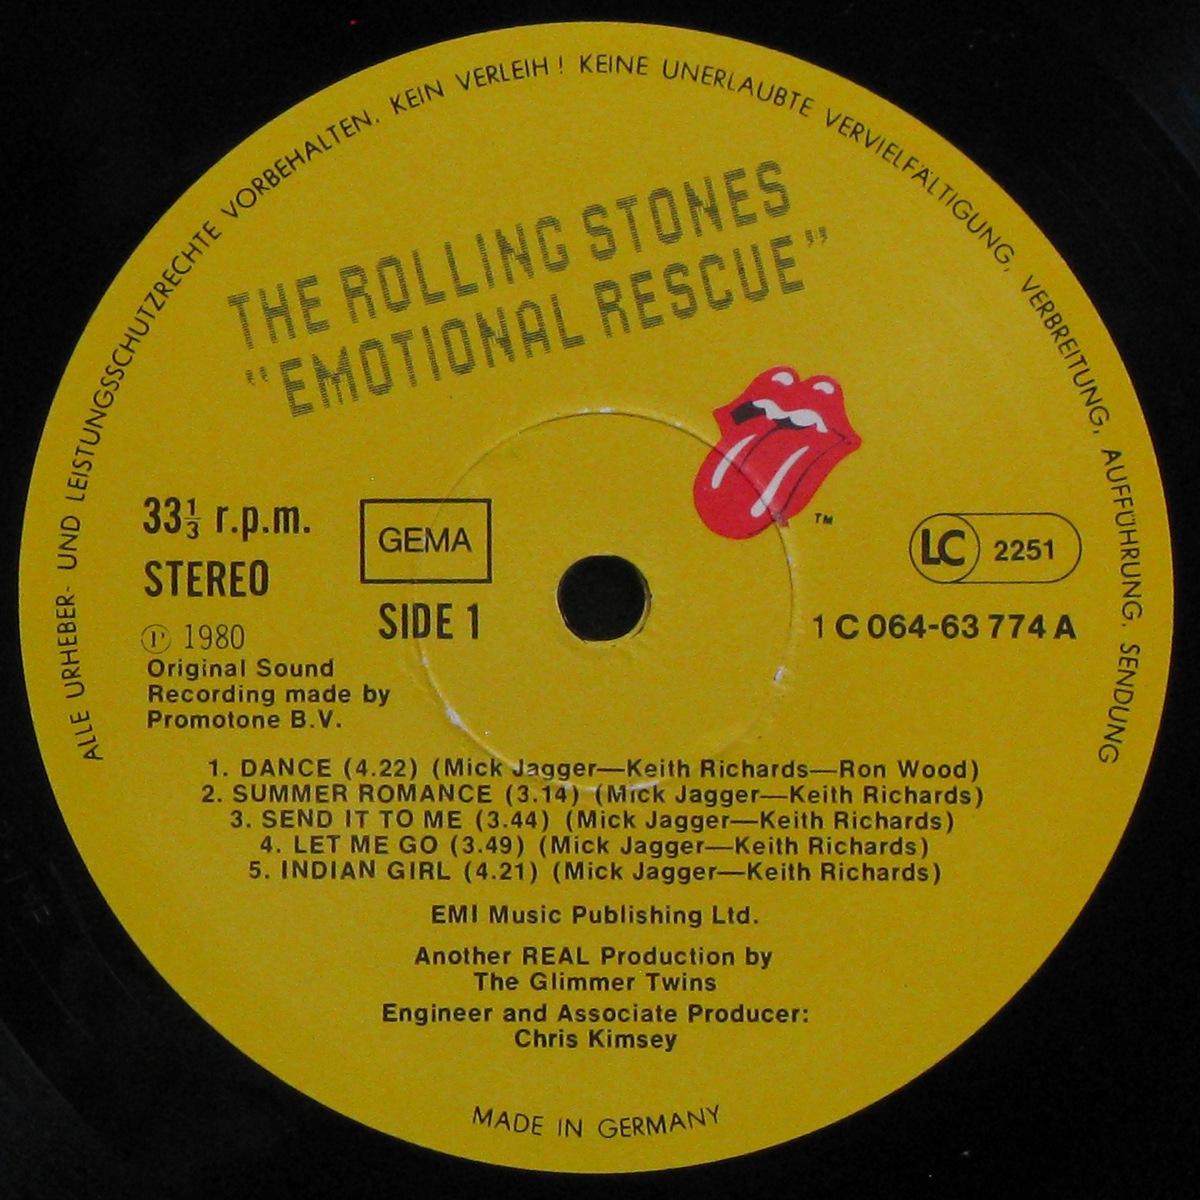 ALLE URHEBER- UND LEISTUNGSSCHUTZRECHTE VORBEHALTEN. KEIN VERLEIH! KEINE UNERLAUBTE VERVIELFÄLTIGUNG, VERBREITUNG, AUFFÜHRUNG, SENDUNG
THE ROLLING STONES
"EMOTIONAL RESCUE"
TM
33⅓ r.p.m.
STEREO
GEMA
SIDE 1
LC 2251
1 C 064-63 774 A
℗ 1980
Original Sound
Recording made by
Promotone B.V.
1. DANCE (4.22) (Mick Jagger—Keith Richards—Ron Wood)
2. SUMMER ROMANCE (3.14) (Mick Jagger—Keith Richards)
3. SEND IT TO ME (3.44) (Mick Jagger—Keith Richards)
4. LET ME GO (3.49) (Mick Jagger—Keith Richards)
5. INDIAN GIRL (4.21) (Mick Jagger—Keith Richards)
EMI Music Publishing Ltd.
Another REAL Production by
The Glimmer Twins
Engineer and Associate Producer:
Chris Kimsey
MADE IN GERMANY